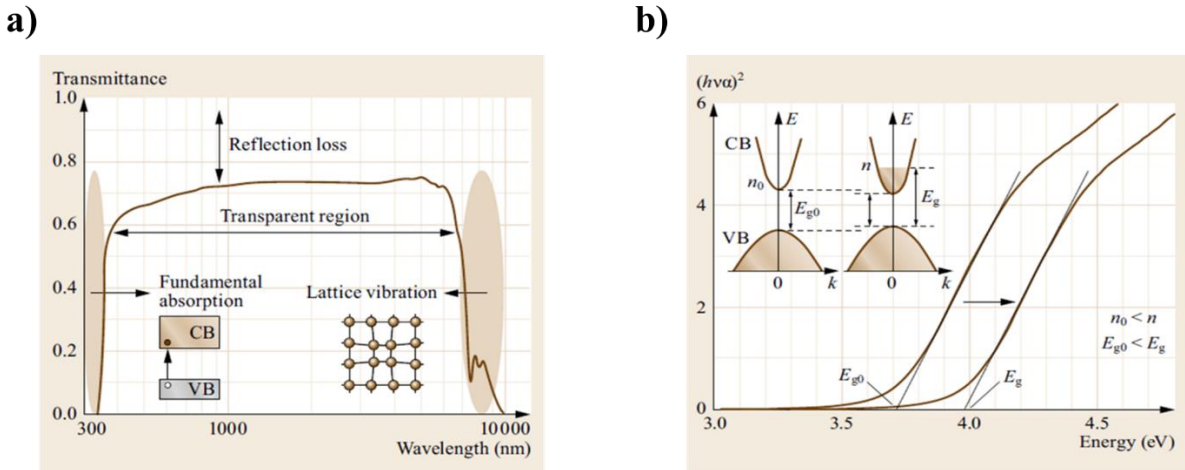 a)
Transmittance
1.0
0.8
0.6
0.4
0.2
0.0
Reflection loss
Transparent region
Fundamental
absorption
CB
VB
Lattice vibration
300
1000
10000
Wavelength (nm)
b)
(hνα)²
6
4
2
0
E
CB
n₀
E_g0
VB
0
k
E
n
E_g
0
k
n₀ < n
E_g0 < E_g
E_g0
E_g
3.0
3.5
4.0
4.5
Energy (eV)